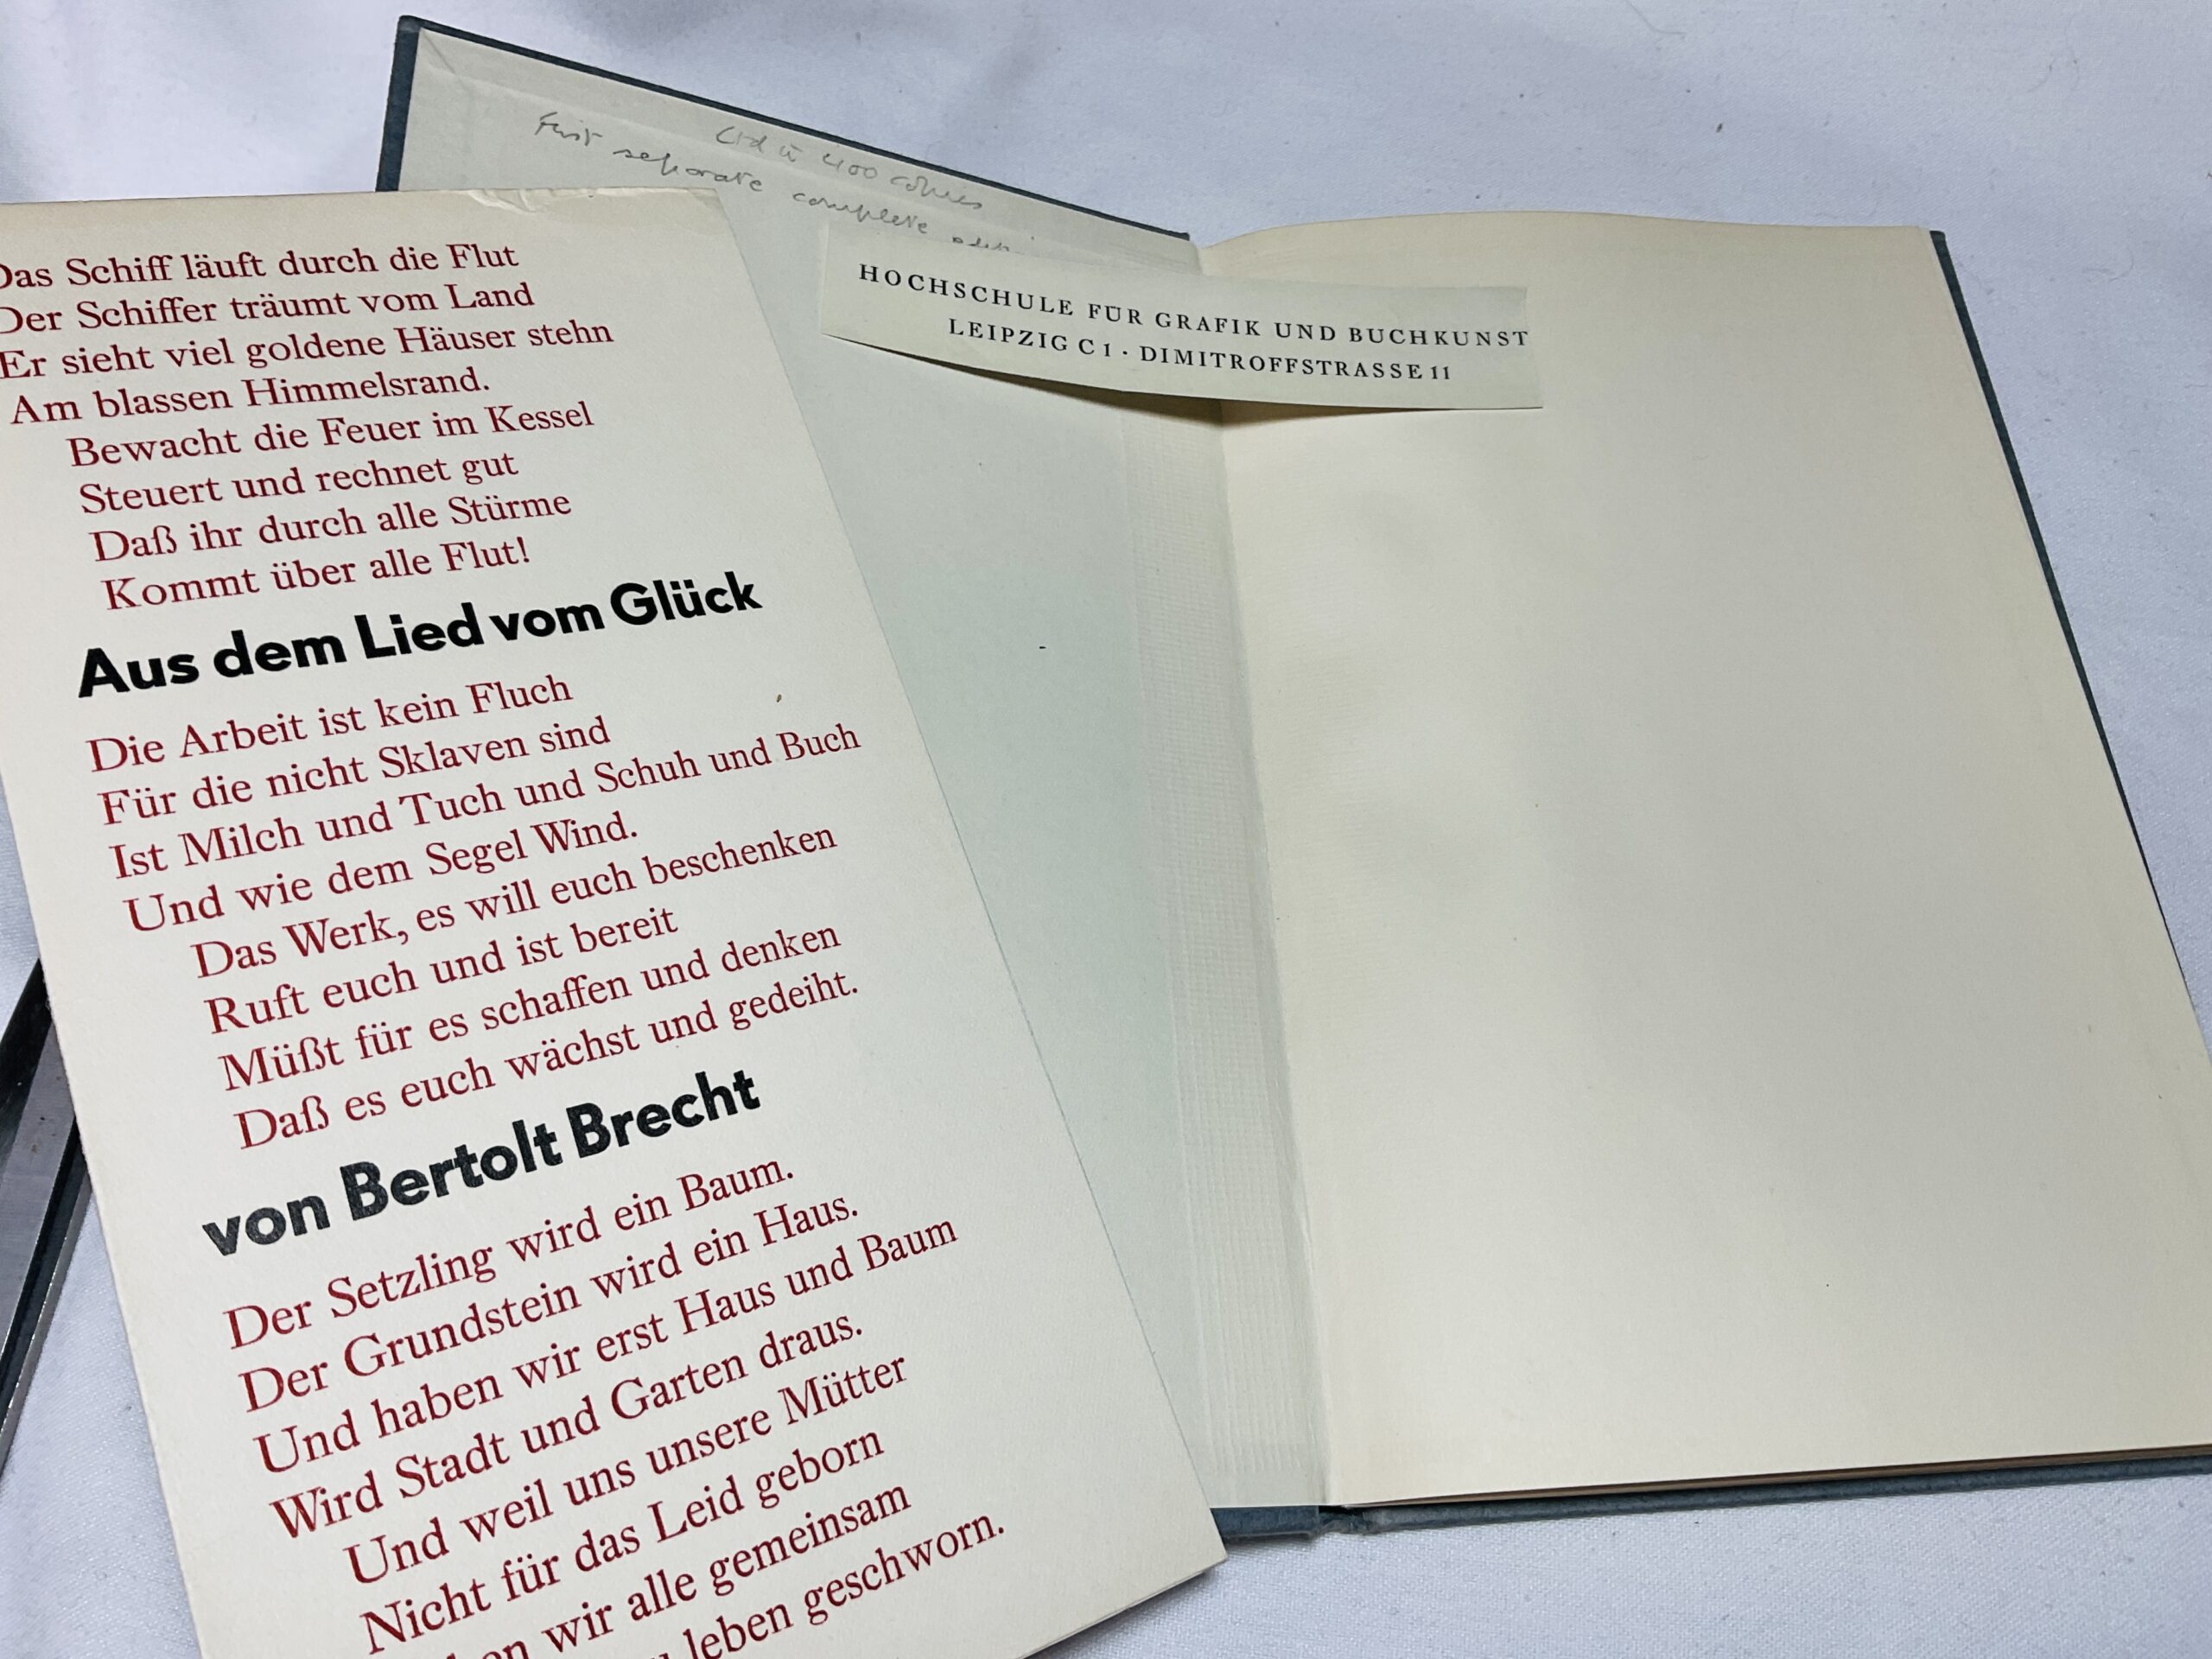 Das Schiff läuft durch die Flut
Der Schiffer träumt vom Land
Er sieht viel goldene Häuser stehn
Am blassen Himmelsrand.
Bewacht die Feuer im Kessel
Steuert und rechnet gut
Daß ihr durch alle Stürme
Kommt über alle Flut!
Aus dem Lied vom Glück
Die Arbeit ist kein Fluch
Für die nicht Sklaven sind
Ist Milch und Tuch und Schuh und Buch
Und wie dem Segel Wind.
Das Werk, es will euch beschenken
Ruft euch und ist bereit
Müßt für es schaffen und denken
Daß es euch wächst und gedeiht.
von Bertolt Brecht
Der Setzling wird ein Baum.
Der Grundstein wird ein Haus.
Und haben wir erst Haus und Baum
Wird Stadt und Garten draus.
Und weil uns unsere Mütter
Nicht für das Leid geborn
wir alle gemeinsam
leben geschworn.
Ltd to 400 copies
First separate complete edn
HOCHSCHULE FÜR GRAFIK UND BUCHKUNST
LEIPZIG C 1 · DIMITROFFSTRASSE 11